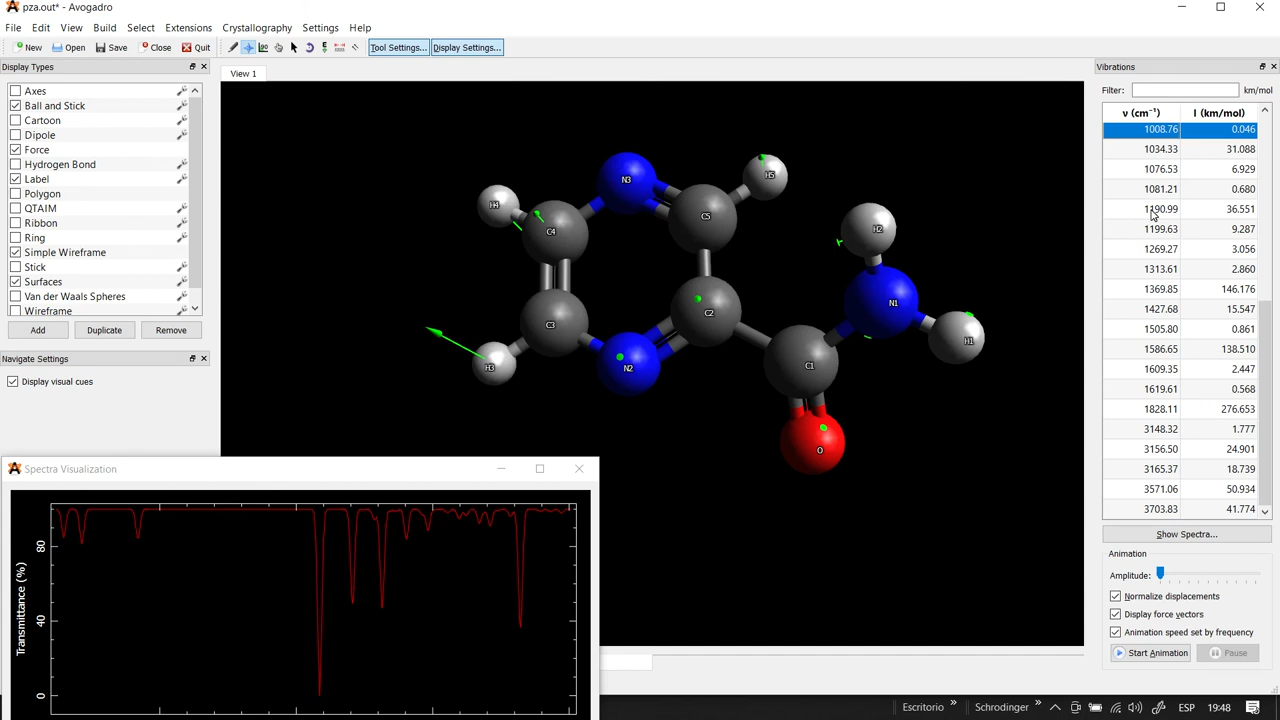 pza.out* - Avogadro
File Edit View Build Select Extensions Crystallography Settings Help
New Open Save Close Quit Tool Settings... Display Settings...
Display Types
Axes
Ball and Stick
Cartoon
Dipole
Force
Hydrogen Bond
Label
Polygon
QTAIM
Ribbon
Ring
Simple Wireframe
Stick
Surfaces
Van der Waals Spheres
Wireframe
Add Duplicate Remove
Navigate Settings
Display visual cues
View 1
N3
H5
C5
H4
C4
H2
N1
C2
C3
H1
H3
N2
C1
O
Vibrations
Filter: km/mol
ν (cm⁻¹) I (km/mol)
1008.76 0.046
1034.33 31.088
1076.53 6.929
1081.21 0.680
1190.99 36.551
1199.63 9.287
1269.27 3.056
1313.61 2.860
1369.85 146.176
1427.68 15.547
1505.80 0.861
1586.65 138.510
1609.35 2.447
1619.61 0.568
1828.11 276.653
3148.32 1.777
3156.50 24.901
3165.37 18.739
3571.06 50.934
3703.83 41.774
Show Spectra...
Animation
Amplitude:
Normalize displacements
Display force vectors
Animation speed set by frequency
Start Animation Pause
Spectra Visualization
Transmittance (%)
80
40
0
Escritorio » Schrodinger » ESP 19:48